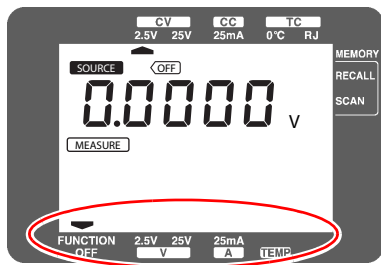 CV CC TC
2.5V 25V 25mA 0℃ RJ
MEMORY
SOURCE OFF
RECALL
0.0000 V
SCAN
MEASURE
FUNCTION 2.5V 25V 25mA
OFF V A TEMP